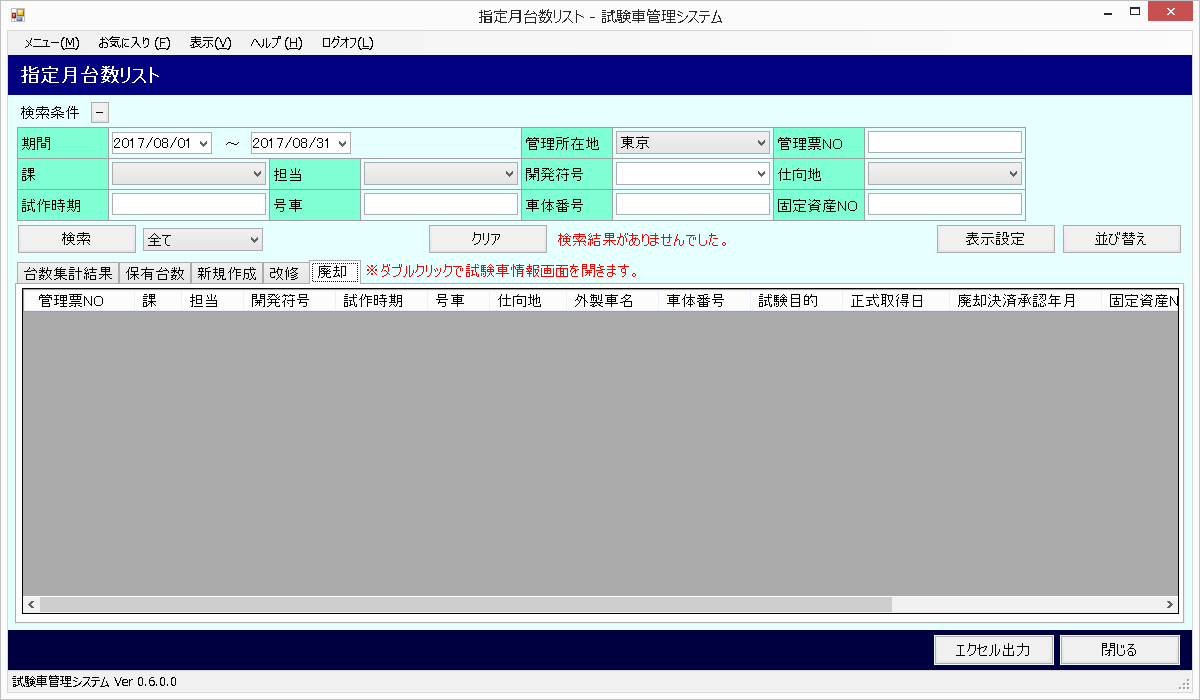 指定月台数リスト - 試験車管理システム
メニュー(M) お気に入り(F) 表示(V) ヘルプ(H) ログオフ(L)
指定月台数リスト
検索条件 −
期間 2017/08/01 ～ 2017/08/31 管理所在地 東京 管理票NO
課 担当 開発符号 仕向地
試作時期 号車 車体番号 固定資産NO
検索 全て クリア 検索結果がありませんでした。 表示設定 並び替え
台数集計結果 保有台数 新規作成 改修 廃却 ※ダブルクリックで試験車情報画面を開きます。
管理票NO 課 担当 開発符号 試作時期 号車 仕向地 外製車名 車体番号 試験目的 正式取得日 廃却決済承認年月 固定資産N
エクセル出力 閉じる
試験車管理システム Ver 0.6.0.0